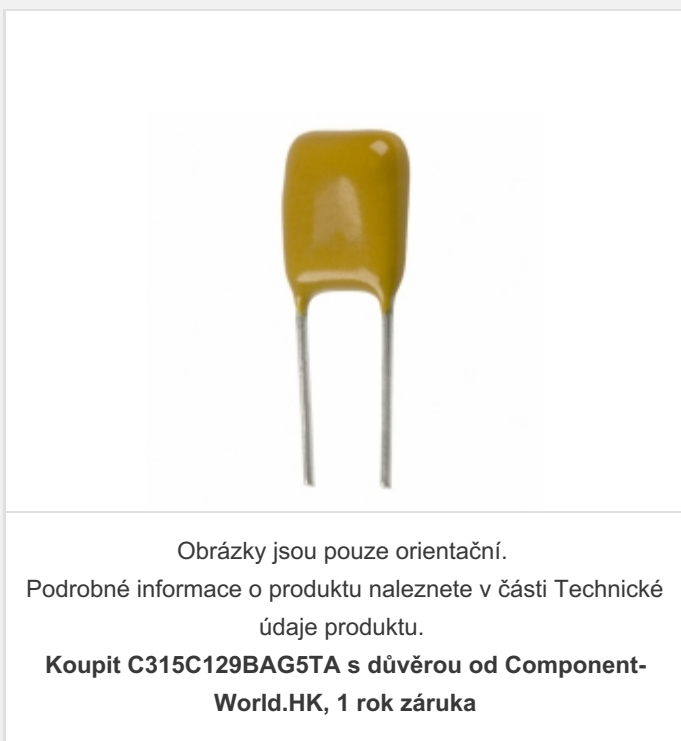 Obrázky jsou pouze orientační.
Podrobné informace o produktu naleznete v části Technické
údaje produktu.
Koupit C315C129BAG5TA s důvěrou od Component-
World.HK, 1 rok záruka